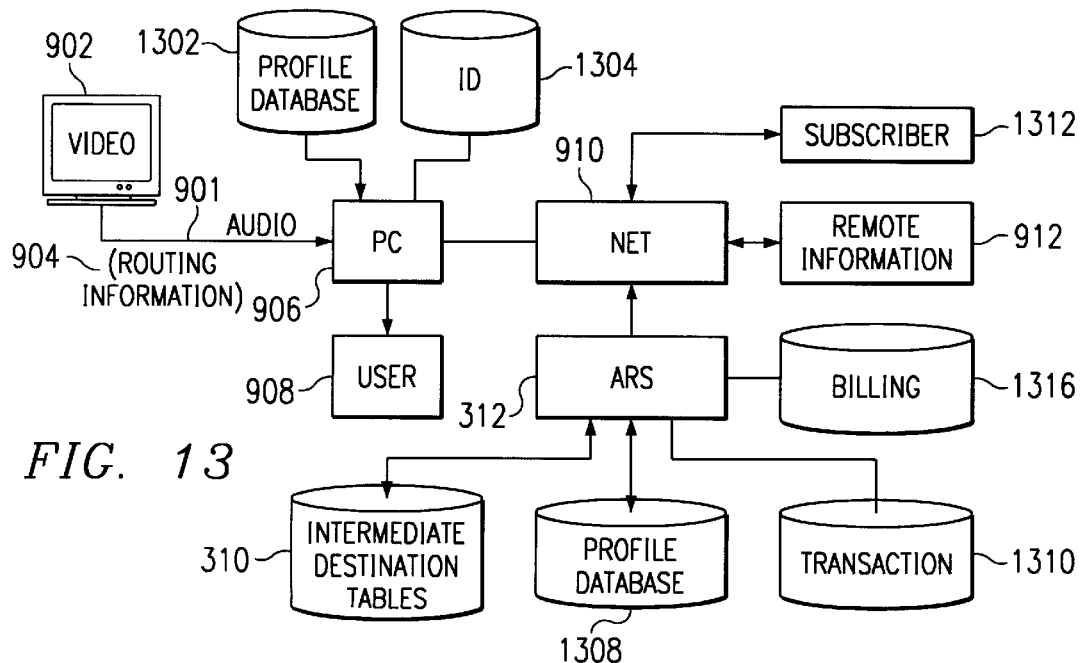 1302
902
PROFILE
DATABASE
ID
1304
VIDEO
910
SUBSCRIBER
1312
901
AUDIO
904
(ROUTING
INFORMATION)
PC
906
NET
REMOTE
INFORMATION
912
USER
908
ARS
312
BILLING
1316
FIG. 13
INTERMEDIATE
DESTINATION
TABLES
310
PROFILE
DATABASE
1308
TRANSACTION
1310